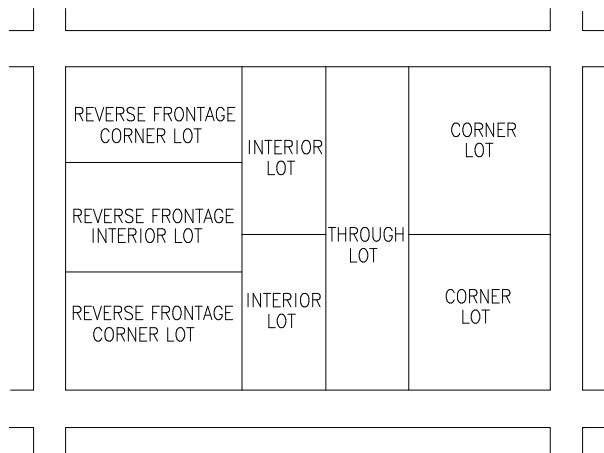 REVERSE FRONTAGE
CORNER LOT
INTERIOR
LOT
CORNER
LOT
REVERSE FRONTAGE
INTERIOR LOT
THROUGH
LOT
REVERSE FRONTAGE
CORNER LOT
INTERIOR
LOT
CORNER
LOT